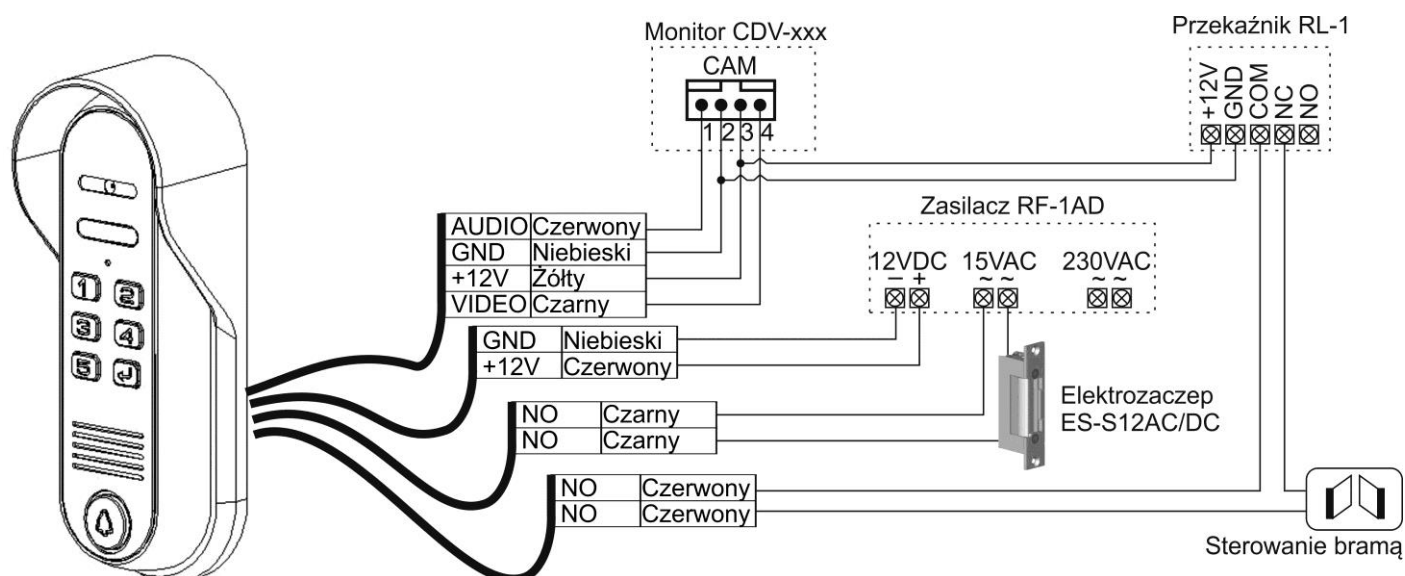 Monitor CDV-xxx
CAM
1 2 3 4
Przekaźnik RL-1
+12V
GND
COM
NC
NO
AUDIO Czerwony
GND Niebieski
+12V Żółty
VIDEO Czarny
Zasilacz RF-1AD
12VDC 15VAC 230VAC
− + ~ ~ ~ ~
GND Niebieski
+12V Czerwony
NO Czarny
NO Czarny
Elektrozaczep
ES-S12AC/DC
NO Czerwony
NO Czerwony
Sterowanie bramą
1 2
3 4
5 ↵